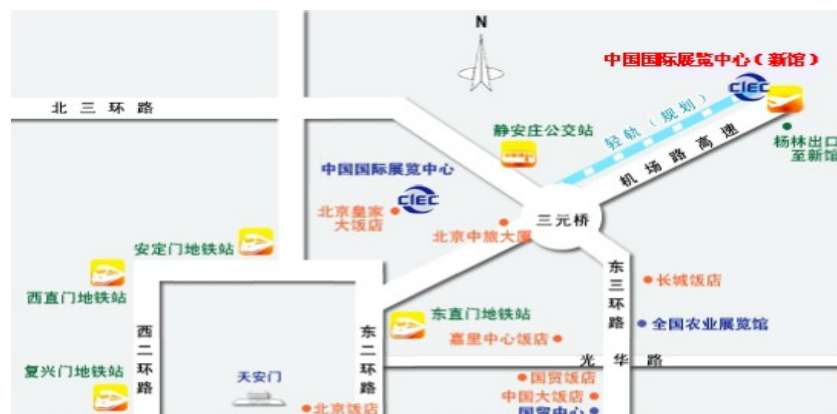 N
中国国际展览中心（新馆）
CIEC
北三环路
轻轨（规划）
静安庄公交站
机场路高速
杨林出口
至新馆
中国国际展览中心
CIEC
北京皇家
大饭店
三元桥
北京中旅大厦
安定门地铁站
西直门地铁站
东三环路
长城饭店
东直门地铁站
全国农业展览馆
西二环路
东二环路
嘉里中心饭店
光华路
复兴门地铁站
天安门
国贸饭店
中国大饭店
北京饭店
国贸中心